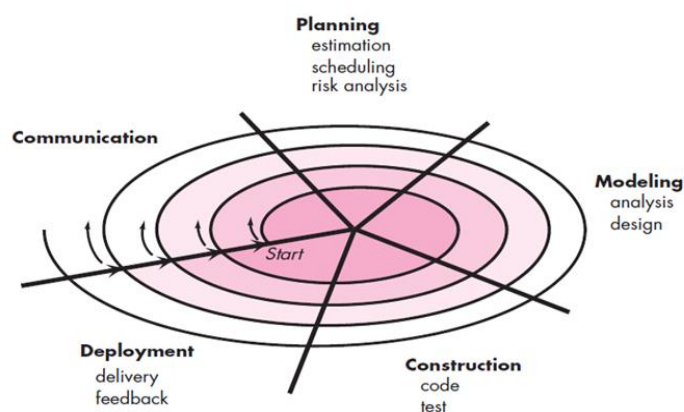 Planning
estimation
scheduling
risk analysis
Communication
Modeling
analysis
design
Start
Deployment
delivery
feedback
Construction
code
test